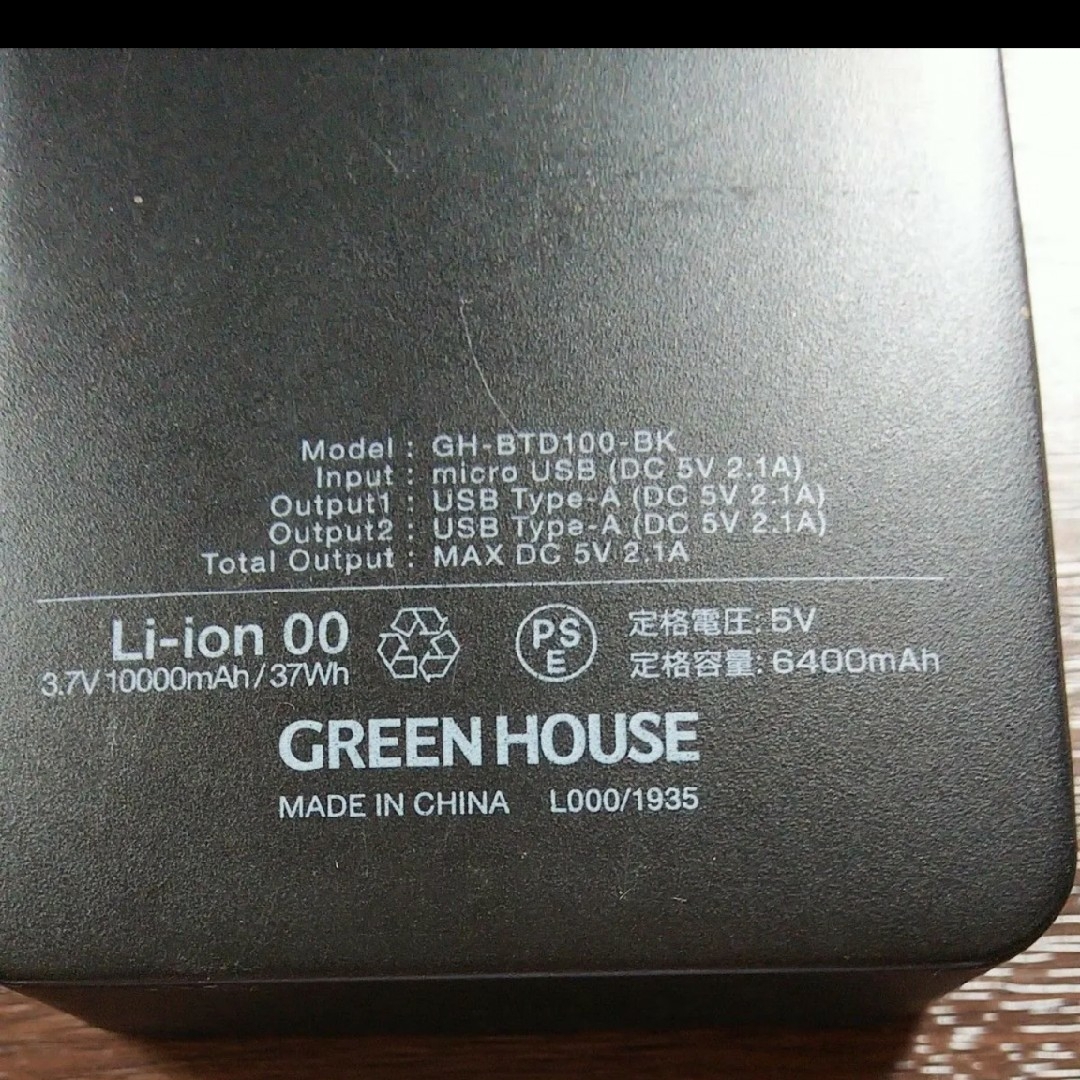 Model : GH-BTD100-BK
Input : micro USB (DC 5V 2.1A)
Output1 : USB Type-A (DC 5V 2.1A)
Output2 : USB Type-A (DC 5V 2.1A)
Total Output : MAX DC 5V 2.1A
Li-ion 00
3.7V 10000mAh / 37Wh
PS
E
定格電圧: 5V
定格容量: 6400mAh
GREEN HOUSE
MADE IN CHINA L000/1935